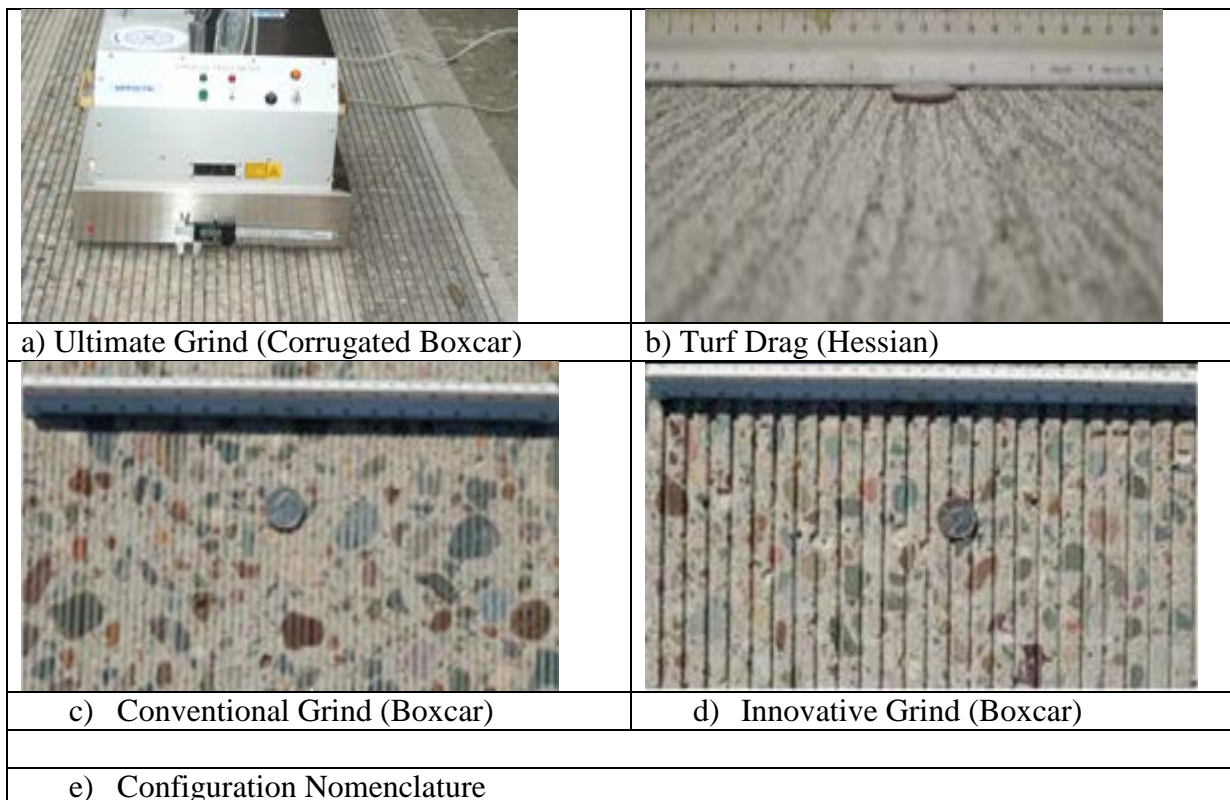 a) Ultimate Grind (Corrugated Boxcar)
b) Turf Drag (Hessian)
c) Conventional Grind (Boxcar)
d) Innovative Grind (Boxcar)
e) Configuration Nomenclature